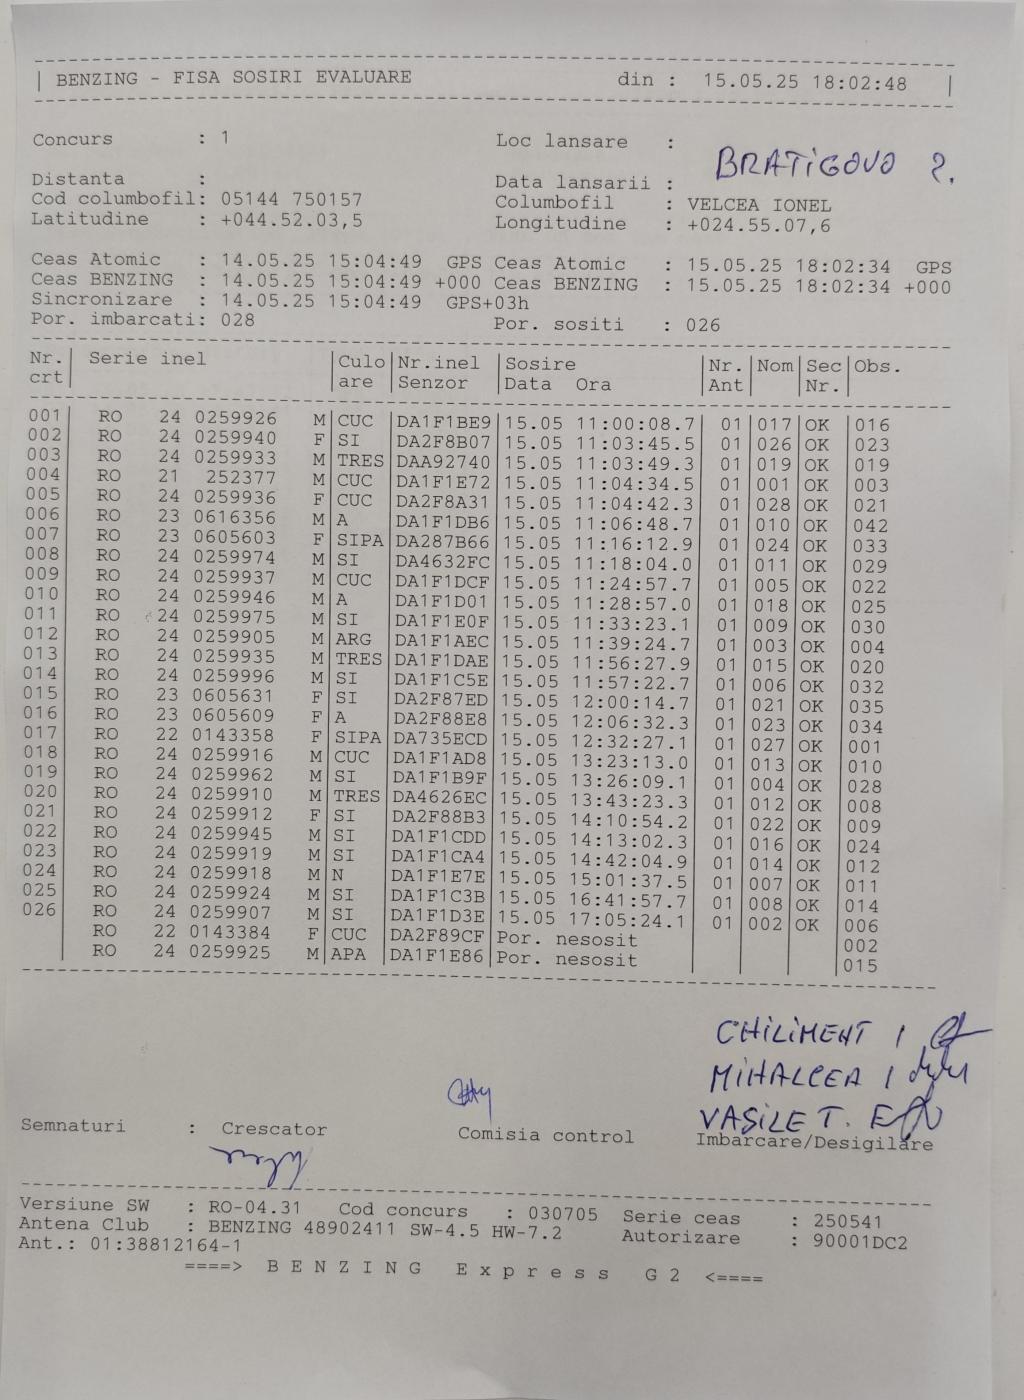 BENZING - FISA SOSIRI EVALUARE din : 15.05.25 18:02:48
Concurs : 1 Loc lansare : BRATIGOVO 2.
Distanta : Data lansarii :
Cod columbofil: 05144 750157 Columbofil : VELCEA IONEL
Latitudine : +044.52.03,5 Longitudine : +024.55.07,6
Ceas Atomic : 14.05.25 15:04:49 GPS Ceas Atomic : 15.05.25 18:02:34 GPS
Ceas BENZING : 14.05.25 15:04:49 +000 Ceas BENZING : 15.05.25 18:02:34 +000
Sincronizare : 14.05.25 15:04:49 GPS+03h
Por. imbarcati: 028 Por. sositi : 026
Nr. Serie inel Culo Nr.inel Sosire Nr. Nom Sec Obs.
crt are Senzor Data Ora Ant Nr.
001 RO 24 0259926 M CUC DA1F1BE9 15.05 11:00:08.7 01 017 OK 016
002 RO 24 0259940 F SI DA2F8B07 15.05 11:03:45.5 01 026 OK 023
003 RO 24 0259933 M TRES DAA92740 15.05 11:03:49.3 01 019 OK 019
004 RO 21 252377 M CUC DA1F1E72 15.05 11:04:34.5 01 001 OK 003
005 RO 24 0259936 F CUC DA2F8A31 15.05 11:04:42.3 01 028 OK 021
006 RO 23 0616356 M A DA1F1DB6 15.05 11:06:48.7 01 010 OK 042
007 RO 23 0605603 F SIPA DA287B66 15.05 11:16:12.9 01 024 OK 033
008 RO 24 0259974 M SI DA4632FC 15.05 11:18:04.0 01 011 OK 029
009 RO 24 0259937 M CUC DA1F1DCF 15.05 11:24:57.7 01 005 OK 022
010 RO 24 0259946 M A DA1F1D01 15.05 11:28:57.0 01 018 OK 025
011 RO 24 0259975 M SI DA1F1E0F 15.05 11:33:23.1 01 009 OK 030
012 RO 24 0259905 M ARG DA1F1AEC 15.05 11:39:24.7 01 003 OK 004
013 RO 24 0259935 M TRES DA1F1DAE 15.05 11:56:27.9 01 015 OK 020
014 RO 24 0259996 M SI DA1F1C5E 15.05 11:57:22.7 01 006 OK 032
015 RO 23 0605631 F SI DA2F87ED 15.05 12:00:14.7 01 021 OK 035
016 RO 23 0605609 F A DA2F88E8 15.05 12:06:32.3 01 023 OK 034
017 RO 22 0143358 F SIPA DA735ECD 15.05 12:32:27.1 01 027 OK 001
018 RO 24 0259916 M CUC DA1F1AD8 15.05 13:23:13.0 01 013 OK 010
019 RO 24 0259962 M SI DA1F1B9F 15.05 13:26:09.1 01 004 OK 028
020 RO 24 0259910 M TRES DA4626EC 15.05 13:43:23.3 01 012 OK 008
021 RO 24 0259912 F SI DA2F88B3 15.05 14:10:54.2 01 022 OK 009
022 RO 24 0259945 M SI DA1F1CDD 15.05 14:13:02.3 01 016 OK 024
023 RO 24 0259919 M SI DA1F1CA4 15.05 14:42:04.9 01 014 OK 012
024 RO 24 0259918 M N DA1F1E7E 15.05 15:01:37.5 01 007 OK 011
025 RO 24 0259924 M SI DA1F1C3B 15.05 16:41:57.7 01 008 OK 014
026 RO 24 0259907 M SI DA1F1D3E 15.05 17:05:24.1 01 002 OK 006
RO 22 0143384 F CUC DA2F89CF Por. nesosit 002
RO 24 0259925 M APA DA1F1E86 Por. nesosit 015
CHILIMENT I
MIHALCEA I
VASILE T.
Semnaturi : Crescator Comisia control Imbarcare/Desigilare
Versiune SW : RO-04.31 Cod concurs : 030705 Serie ceas : 250541
Antena Club : BENZING 48902411 SW-4.5 HW-7.2 Autorizare : 90001DC2
Ant.: 01:38812164-1
====> B E N Z I N G E x p r e s s G 2 <====